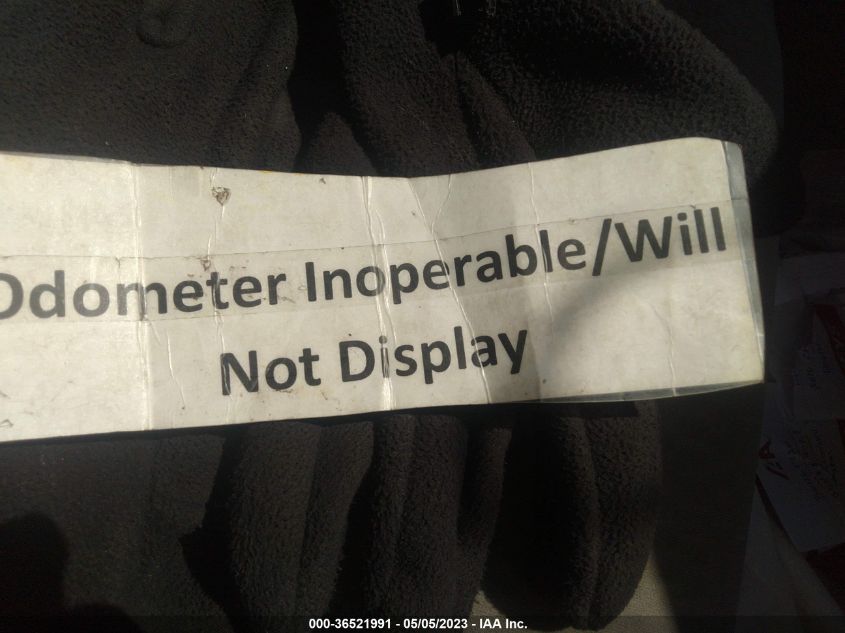 Odometer Inoperable/Will
Not Display
000-36521991 - 05/05/2023 - IAA Inc.